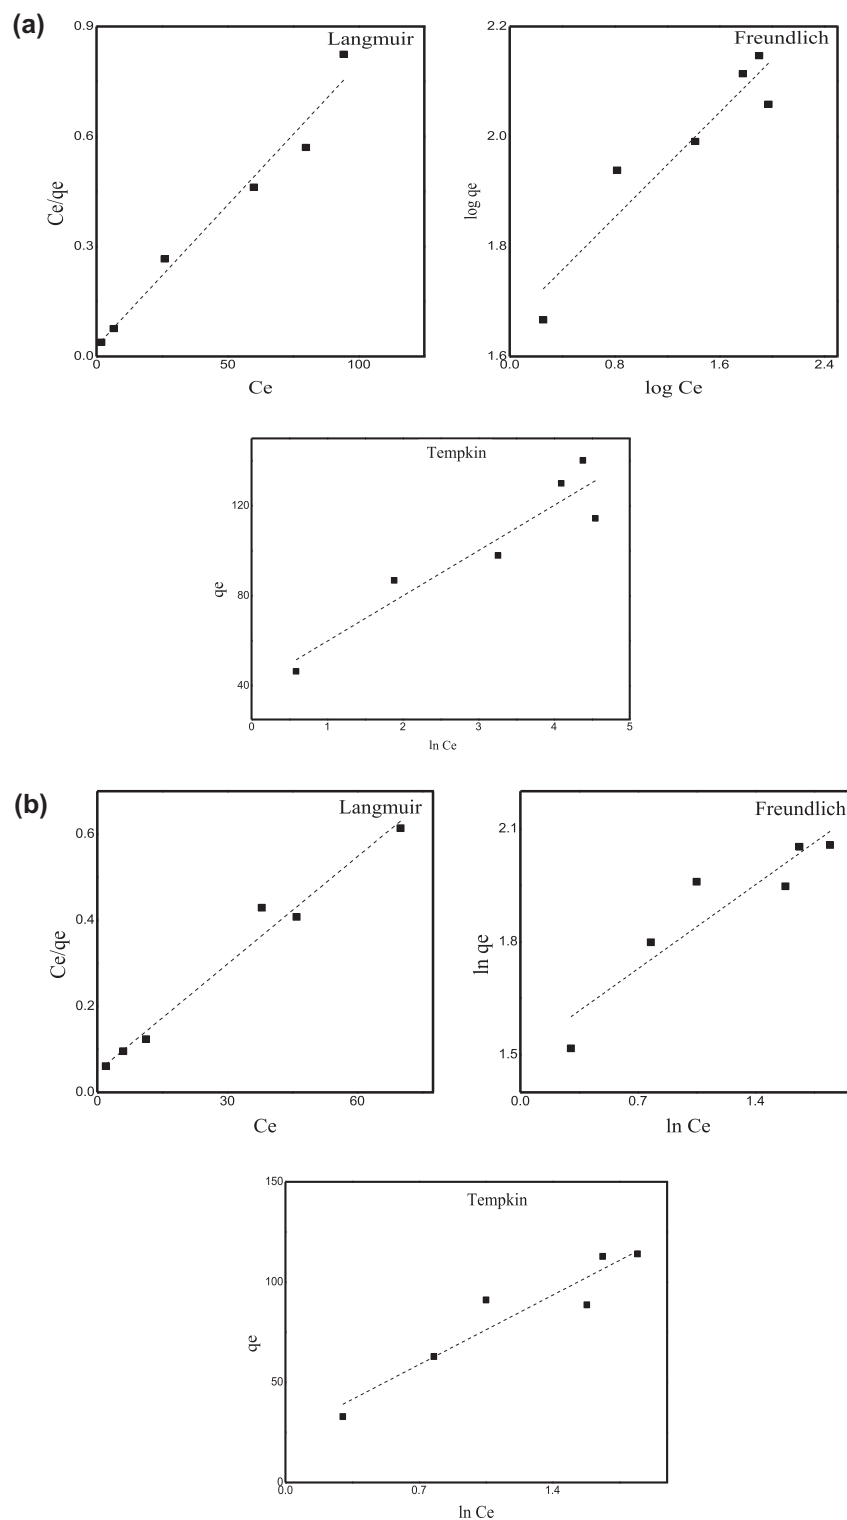 (a)
Langmuir
0.9
0.6
0.3
0.0
Ce/qe
0
50
100
Ce
Freundlich
2.2
2.0
1.8
1.6
log qe
0.0
0.8
1.6
2.4
log Ce
Tempkin
120
80
40
qe
0
1
2
3
4
5
ln Ce
(b)
Langmuir
0.6
0.4
0.2
0.0
Ce/qe
0
30
60
Ce
Freundlich
2.1
1.8
1.5
ln qe
0.0
0.7
1.4
ln Ce
Tempkin
150
100
50
0
qe
0.0
0.7
1.4
ln Ce